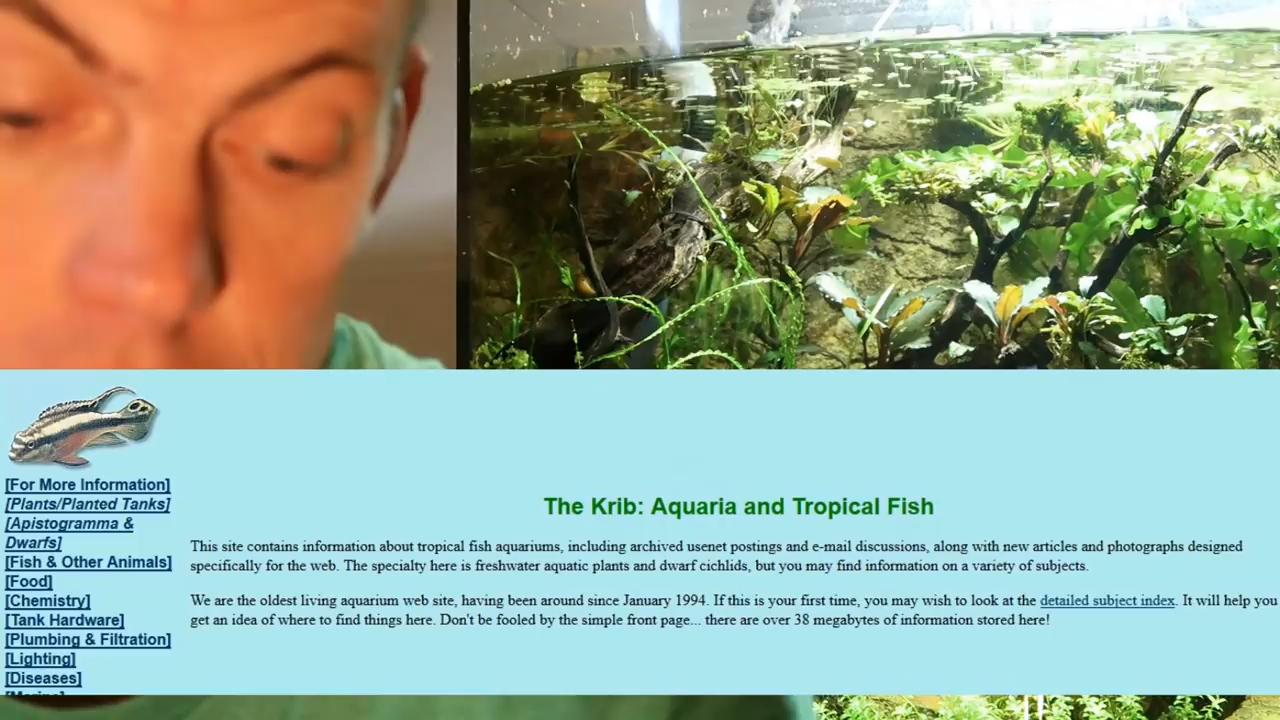 [For More Information]
[Plants/Planted Tanks]
[Apistogramma &
Dwarfs]
[Fish & Other Animals]
[Food]
[Chemistry]
[Tank Hardware]
[Plumbing & Filtration]
[Lighting]
[Diseases]
The Krib: Aquaria and Tropical Fish
This site contains information about tropical fish aquariums, including archived usenet postings and e-mail discussions, along with new articles and photographs designed
specifically for the web. The specialty here is freshwater aquatic plants and dwarf cichlids, but you may find information on a variety of subjects.
We are the oldest living aquarium web site, having been around since January 1994. If this is your first time, you may wish to look at the detailed subject index. It will help you
get an idea of where to find things here. Don't be fooled by the simple front page... there are over 38 megabytes of information stored here!